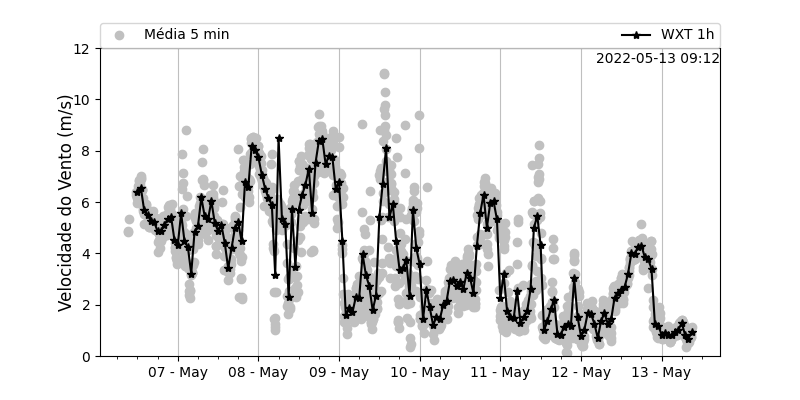 Média 5 min
WXT 1h
2022-05-13 09:12
Velocidade do Vento (m/s)
12
10
8
6
4
2
0
07 - May
08 - May
09 - May
10 - May
11 - May
12 - May
13 - May